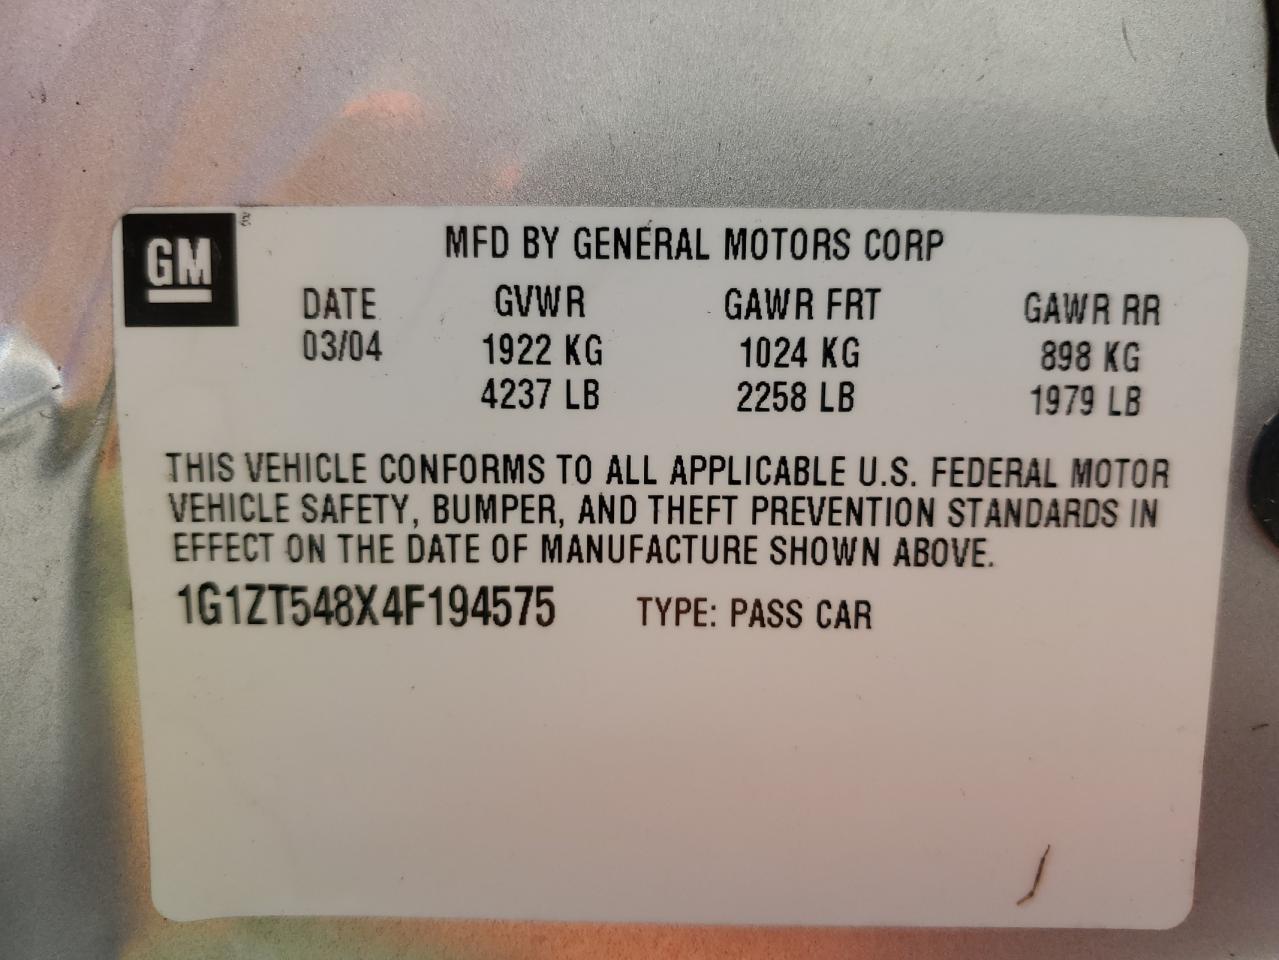 GM
MFD BY GENERAL MOTORS CORP
DATE GVWR GAWR FRT GAWR RR
03/04 1922 KG 1024 KG 898 KG
4237 LB 2258 LB 1979 LB
THIS VEHICLE CONFORMS TO ALL APPLICABLE U.S. FEDERAL MOTOR
VEHICLE SAFETY, BUMPER, AND THEFT PREVENTION STANDARDS IN
EFFECT ON THE DATE OF MANUFACTURE SHOWN ABOVE.
1G1ZT548X4F194575 TYPE: PASS CAR